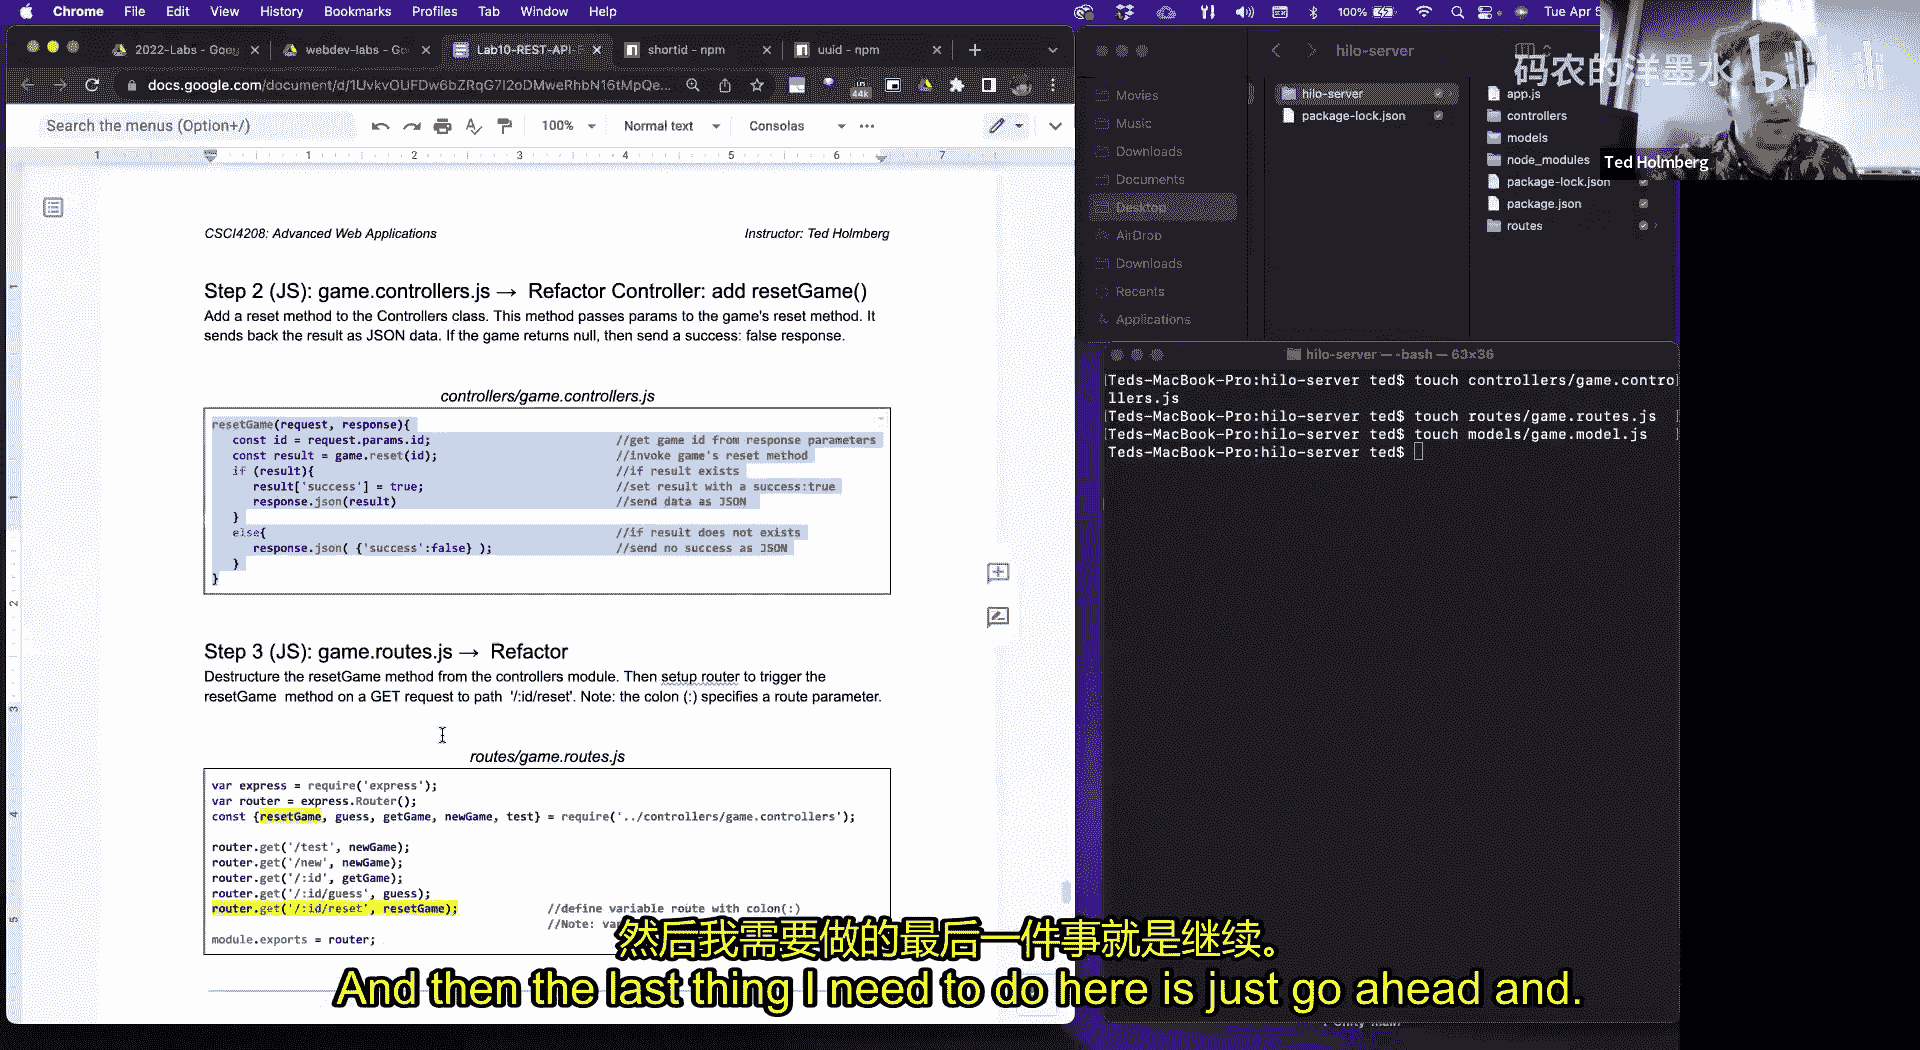 Chrome File Edit View History Bookmarks Profiles Tab Window Help
100% Tue Apr
2022-Labs - Goo
webdev-labs - Go
Lab10-REST-API-
shortid - npm
uuid - npm
docs.google.com/document/d/1UvkvOUFDw6bZRqG7I2oDMweRhbN16tMpQe...
44k
Search the menus (Option+/)
100%
Normal text
Consolas
1 1 2 3 4 5 6 7
CSCI4208: Advanced Web Applications
Instructor: Ted Holmberg
Step 2 (JS): game.controllers.js → Refactor Controller: add resetGame()
Add a reset method to the Controllers class. This method passes params to the game's reset method. It
sends back the result as JSON data. If the game returns null, then send a success: false response.
controllers/game.controllers.js
resetGame(request, response){
const id = request.params.id; //get game id from response parameters
const result = game.reset(id); //invoke game's reset method
if (result){ //if result exists
result['success'] = true; //set result with a success:true
response.json(result) //send data as JSON
}
else{ //if result does not exists
response.json( {'success':false} ); //send no success as JSON
}
}
Step 3 (JS): game.routes.js → Refactor
Destructure the resetGame method from the controllers module. Then setup router to trigger the
resetGame method on a GET request to path '/:id/reset'. Note: the colon (:) specifies a route parameter.
routes/game.routes.js
var express = require('express');
var router = express.Router();
const {resetGame, guess, getGame, newGame, test} = require('../controllers/game.controllers');
router.get('/test', newGame);
router.get('/new', newGame);
router.get('/:id', getGame);
router.get('/:id/guess', guess);
router.get('/:id/reset', resetGame); //define variable route with colon(:)
//Note: va
module.exports = router;
hilo-server
Movies
Music
Downloads
Documents
Desktop
AirDrop
Downloads
Recents
Applications
hilo-server
package-lock.json
app.js
controllers
models
node_modules
package-lock.json
package.json
routes
码农的洋墨水 bilibili
Ted Holmberg
hilo-server — -bash — 63×36
Teds-MacBook-Pro:hilo-server ted$ touch controllers/game.contro
llers.js
Teds-MacBook-Pro:hilo-server ted$ touch routes/game.routes.js
Teds-MacBook-Pro:hilo-server ted$ touch models/game.model.js
Teds-MacBook-Pro:hilo-server ted$
然后我需要做的最后一件事就是继续。
And then the last thing I need to do here is just go ahead and.